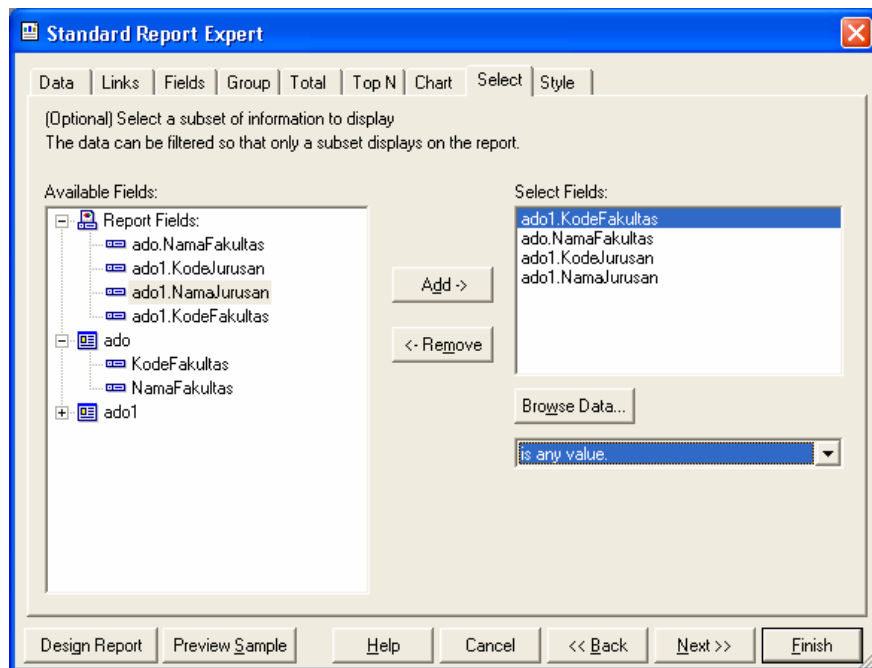 Standard Report Expert
Data Links Fields Group Total Top N Chart Select Style
(Optional) Select a subset of information to display
The data can be filtered so that only a subset displays on the report.
Available Fields:
Report Fields:
ado.NamaFakultas
ado1.KodeJurusan
ado1.NamaJurusan
ado1.KodeFakultas
ado
KodeFakultas
NamaFakultas
ado1
Add ->
<- Remove
Select Fields:
ado1.KodeFakultas
ado.NamaFakultas
ado1.KodeJurusan
ado1.NamaJurusan
Browse Data...
is any value.
Design Report Preview Sample Help Cancel << Back Next >> Finish